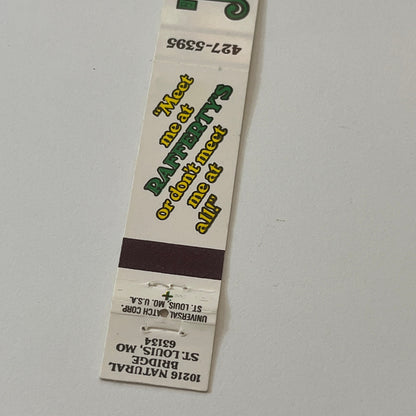 427-5395
"Meet
me at
RAFFERTY'S
or don't meet
me at
all!"
UNIVERSAL MATCH CORP.
ST. LOUIS, MO. U.S.A.
10216 NATURAL
BRIDGE
ST. LOUIS, MO
63134